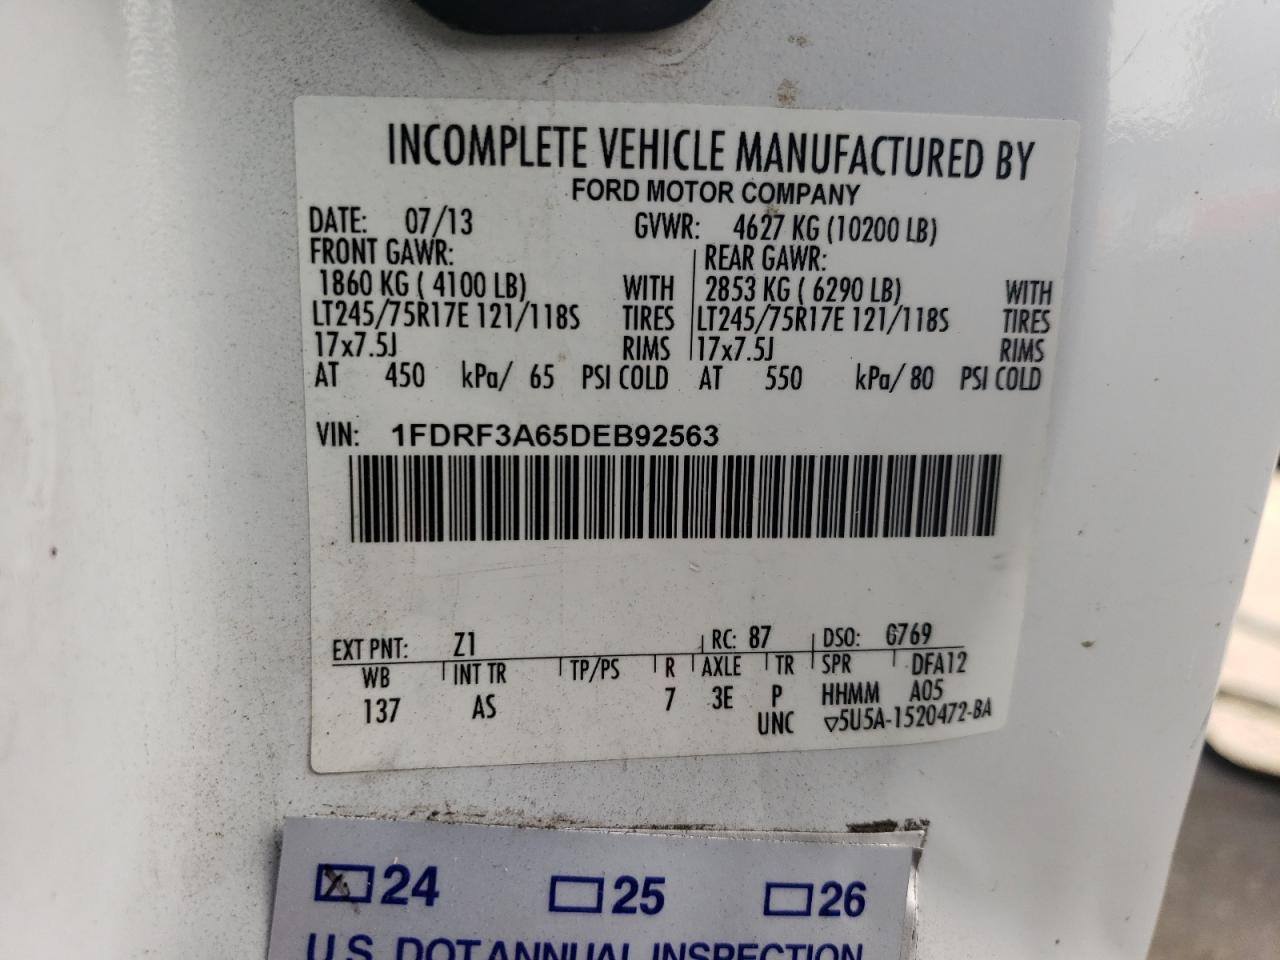 INCOMPLETE VEHICLE MANUFACTURED BY
FORD MOTOR COMPANY
DATE: 07/13 GVWR: 4627 KG (10200 LB)
FRONT GAWR: REAR GAWR:
1860 KG ( 4100 LB) WITH 2853 KG ( 6290 LB) WITH
LT245/75R17E 121/118S TIRES LT245/75R17E 121/118S TIRES
17x7.5J RIMS 17x7.5J RIMS
AT 450 kPa/ 65 PSI COLD AT 550 kPa/ 80 PSI COLD
VIN: 1FDRF3A65DEB92563
EXT PNT: Z1 RC: 87 DSO: G769
WB INT TR TP/PS R AXLE TR SPR DFA12
137 AS 7 3E P HHMM A05
UNC ▽5U5A-1520472-BA
24 25 26
U.S. DOT ANNUAL INSPECTION